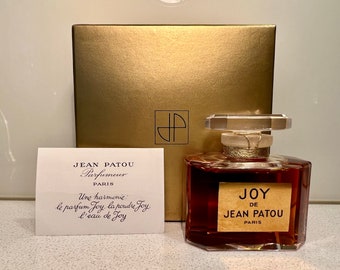 JP
JEAN PATOU
Parfumeur
PARIS
Une harmonie
le parfum Joy, la poudre Joy
L'eau de Joy
JOY
DE
JEAN PATOU
PARIS